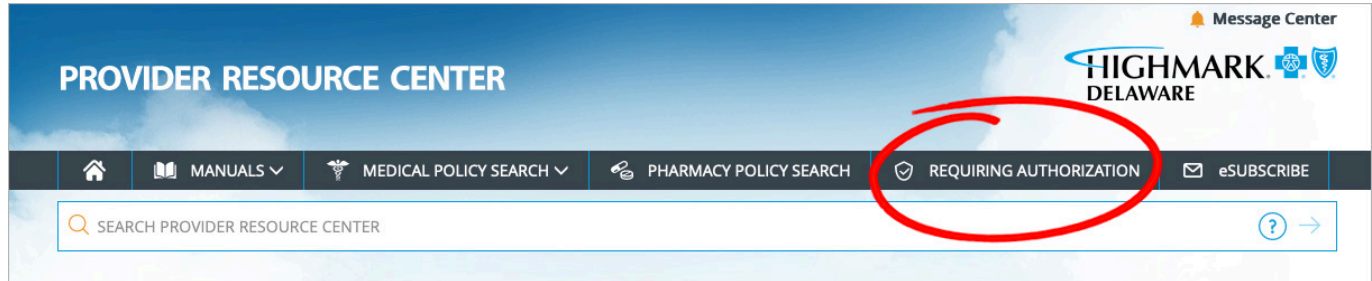 Message Center
PROVIDER RESOURCE CENTER
HIGHMARK.
DELAWARE
MANUALS MEDICAL POLICY SEARCH PHARMACY POLICY SEARCH REQUIRING AUTHORIZATION eSUBSCRIBE
SEARCH PROVIDER RESOURCE CENTER ?